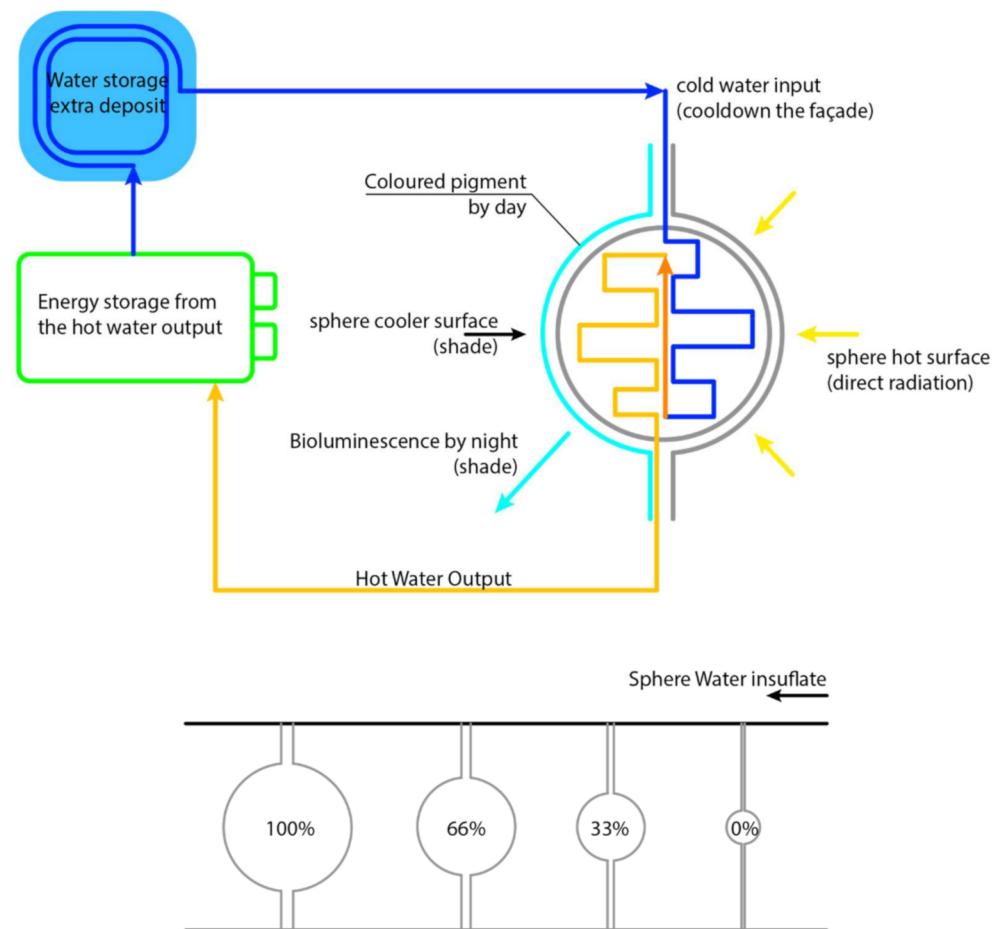 Water storage
extra deposit
cold water input
(cooldown the façade)
Coloured pigment
by day
Energy storage from
the hot water output
sphere cooler surface
(shade)
sphere hot surface
(direct radiation)
Bioluminescence by night
(shade)
Hot Water Output
Sphere Water insuflate
100%
66%
33%
0%